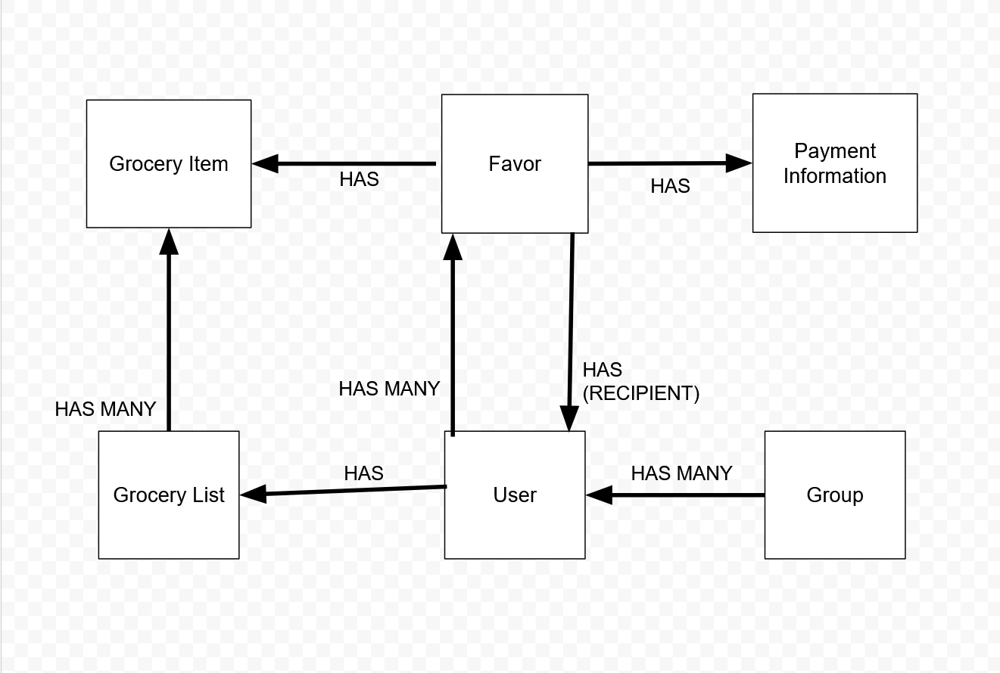 Grocery Item
HAS
Favor
HAS
Payment
Information
HAS MANY
HAS MANY
HAS
(RECIPIENT)
Grocery List
HAS
User
HAS MANY
Group